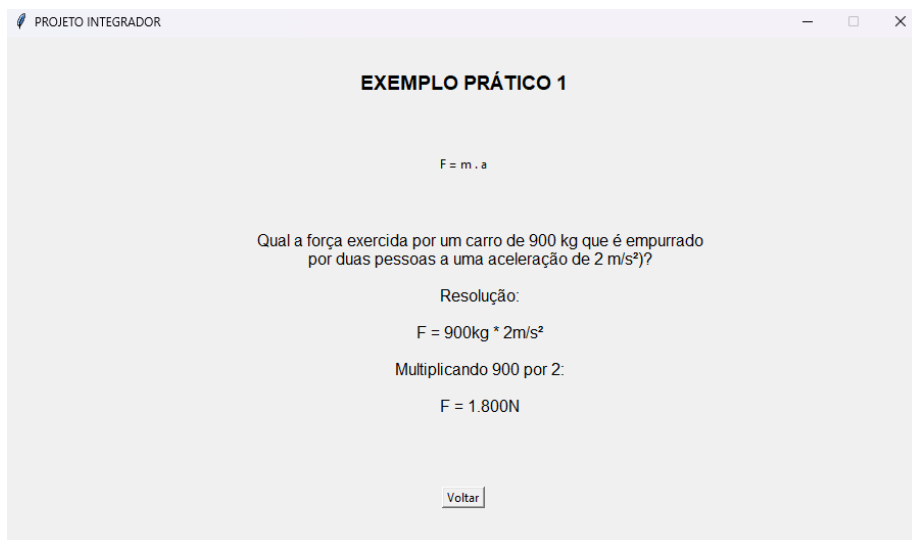 PROJETO INTEGRADOR
EXEMPLO PRÁTICO 1
F = m . a
Qual a força exercida por um carro de 900 kg que é empurrado
por duas pessoas a uma aceleração de 2 m/s²)?
Resolução:
F = 900kg * 2m/s²
Multiplicando 900 por 2:
F = 1.800N
Voltar